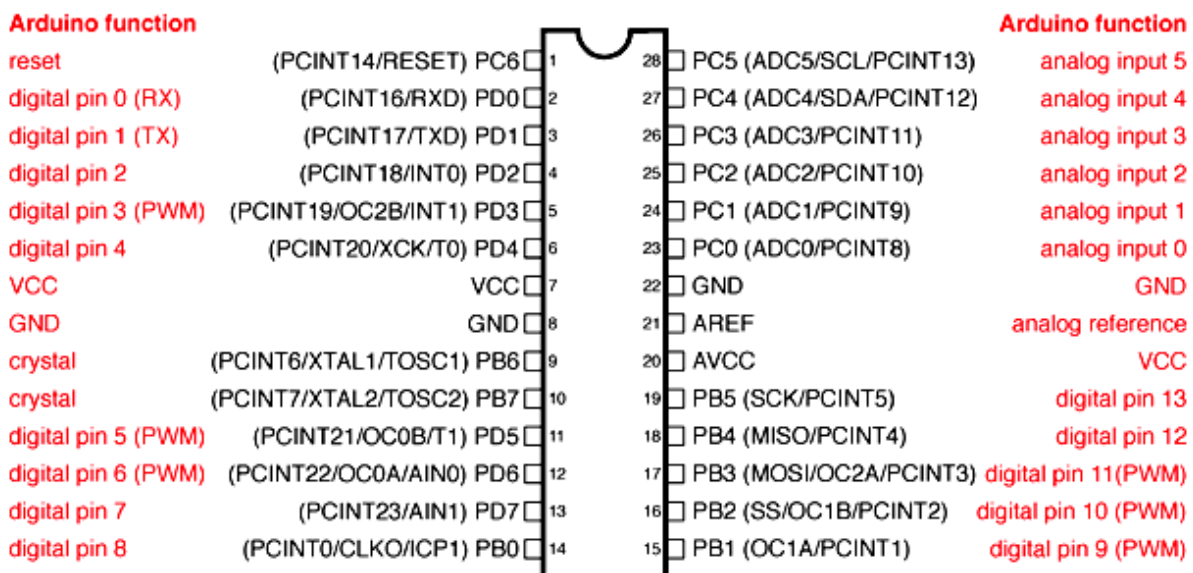 Arduino function Arduino function
reset (PCINT14/RESET) PC6 1 28 PC5 (ADC5/SCL/PCINT13) analog input 5
digital pin 0 (RX) (PCINT16/RXD) PD0 2 27 PC4 (ADC4/SDA/PCINT12) analog input 4
digital pin 1 (TX) (PCINT17/TXD) PD1 3 26 PC3 (ADC3/PCINT11) analog input 3
digital pin 2 (PCINT18/INT0) PD2 4 25 PC2 (ADC2/PCINT10) analog input 2
digital pin 3 (PWM) (PCINT19/OC2B/INT1) PD3 5 24 PC1 (ADC1/PCINT9) analog input 1
digital pin 4 (PCINT20/XCK/T0) PD4 6 23 PC0 (ADC0/PCINT8) analog input 0
VCC VCC 7 22 GND GND
GND GND 8 21 AREF analog reference
crystal (PCINT6/XTAL1/TOSC1) PB6 9 20 AVCC VCC
crystal (PCINT7/XTAL2/TOSC2) PB7 10 19 PB5 (SCK/PCINT5) digital pin 13
digital pin 5 (PWM) (PCINT21/OC0B/T1) PD5 11 18 PB4 (MISO/PCINT4) digital pin 12
digital pin 6 (PWM) (PCINT22/OC0A/AIN0) PD6 12 17 PB3 (MOSI/OC2A/PCINT3) digital pin 11(PWM)
digital pin 7 (PCINT23/AIN1) PD7 13 16 PB2 (SS/OC1B/PCINT2) digital pin 10 (PWM)
digital pin 8 (PCINT0/CLKO/ICP1) PB0 14 15 PB1 (OC1A/PCINT1) digital pin 9 (PWM)